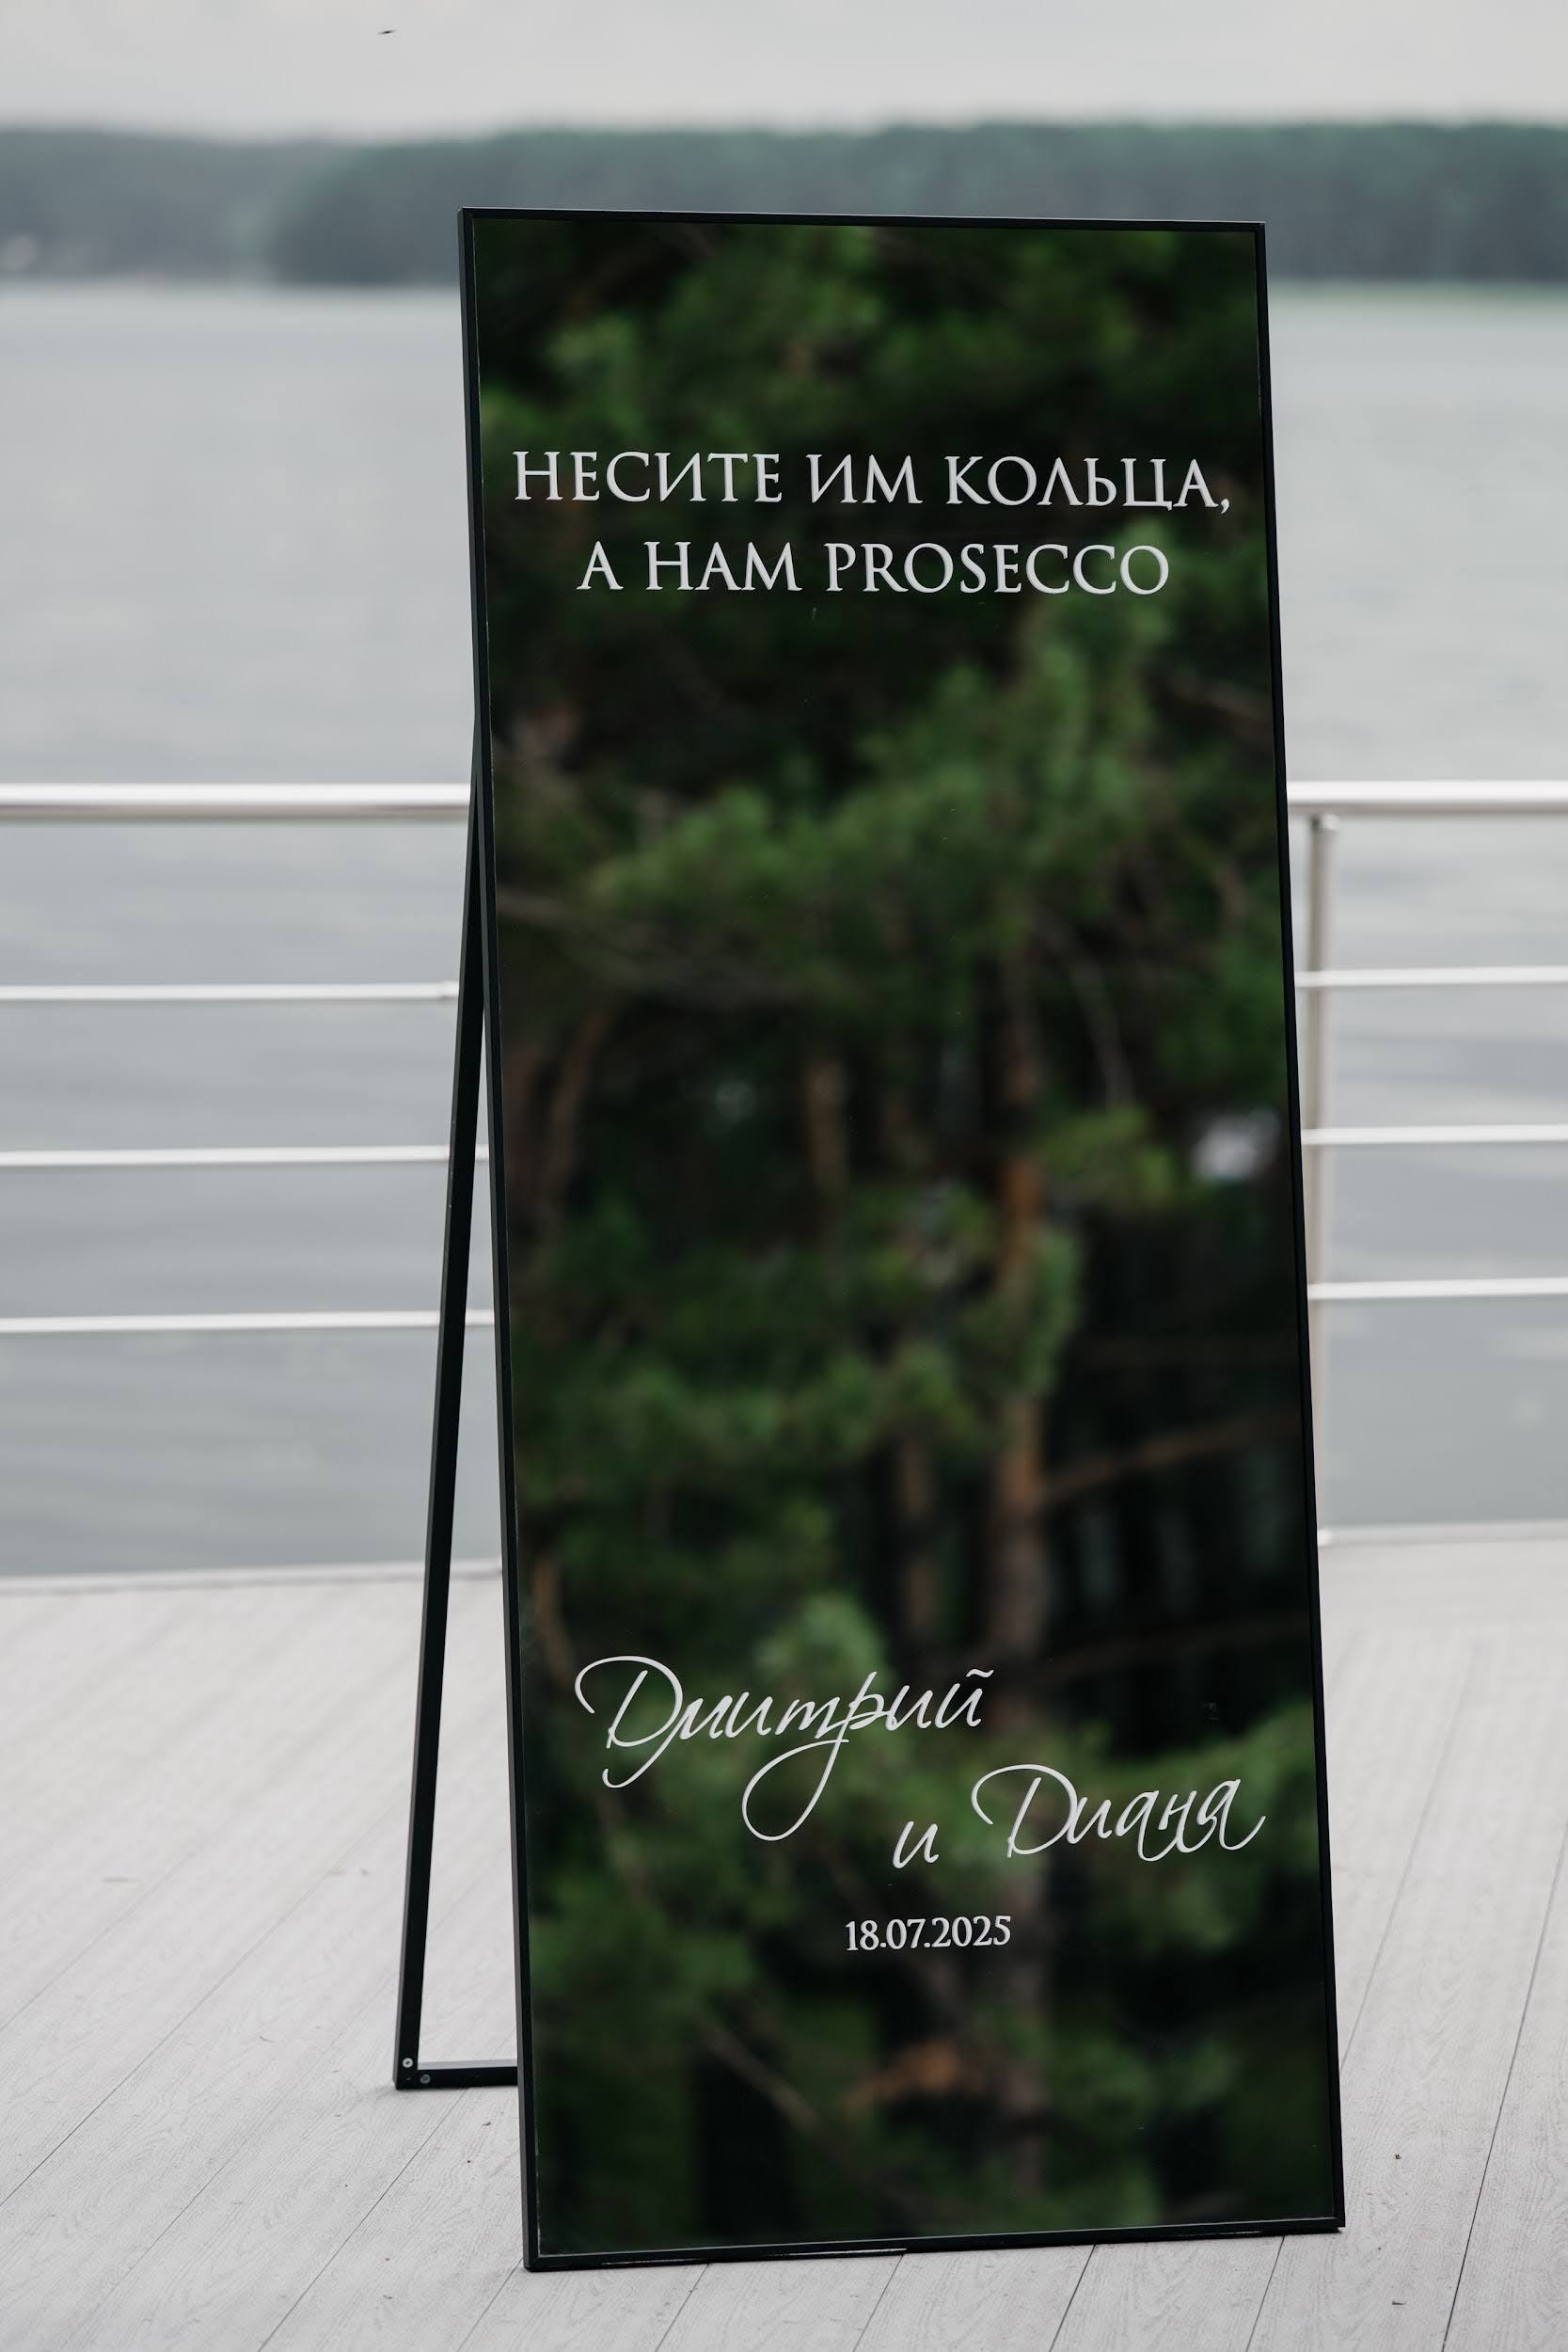 НЕСИТЕ ИМ КОЛЬЦА,
А НАМ PROSECCO
Дмитрий
и Диана
18.07.2025